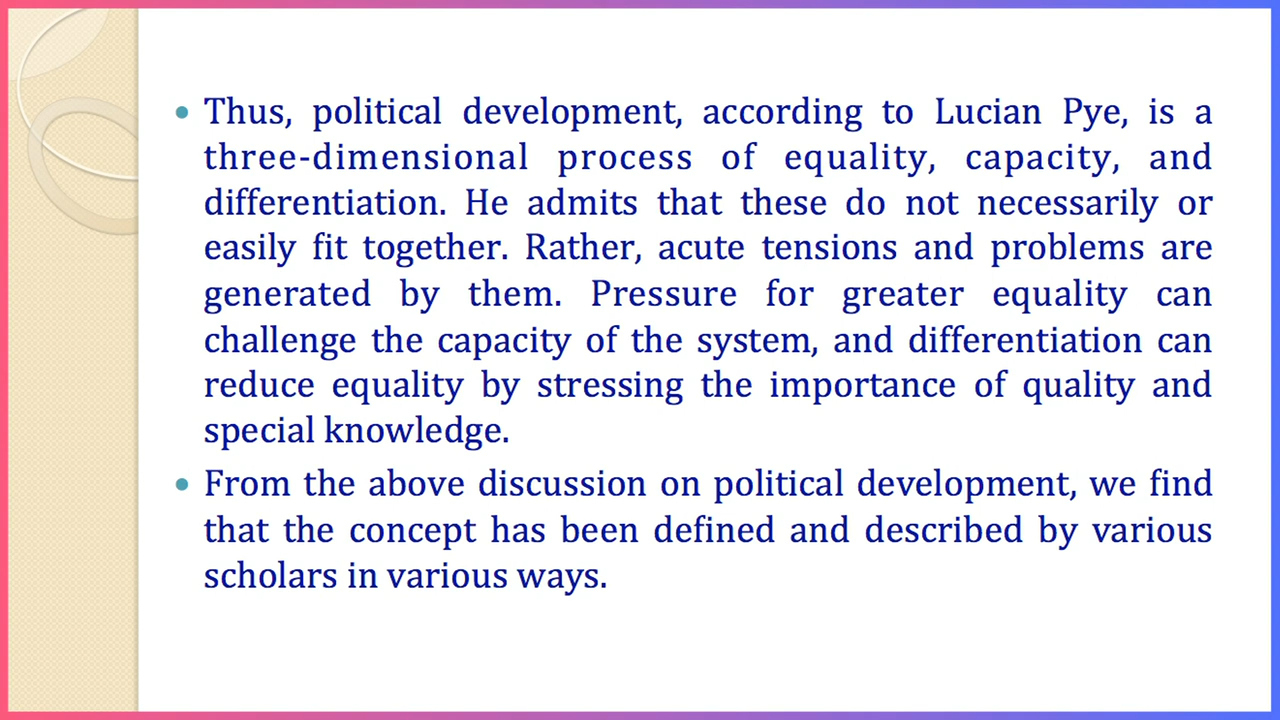 • Thus, political development, according to Lucian Pye, is a
three-dimensional process of equality, capacity, and
differentiation. He admits that these do not necessarily or
easily fit together. Rather, acute tensions and problems are
generated by them. Pressure for greater equality can
challenge the capacity of the system, and differentiation can
reduce equality by stressing the importance of quality and
special knowledge.
• From the above discussion on political development, we find
that the concept has been defined and described by various
scholars in various ways.